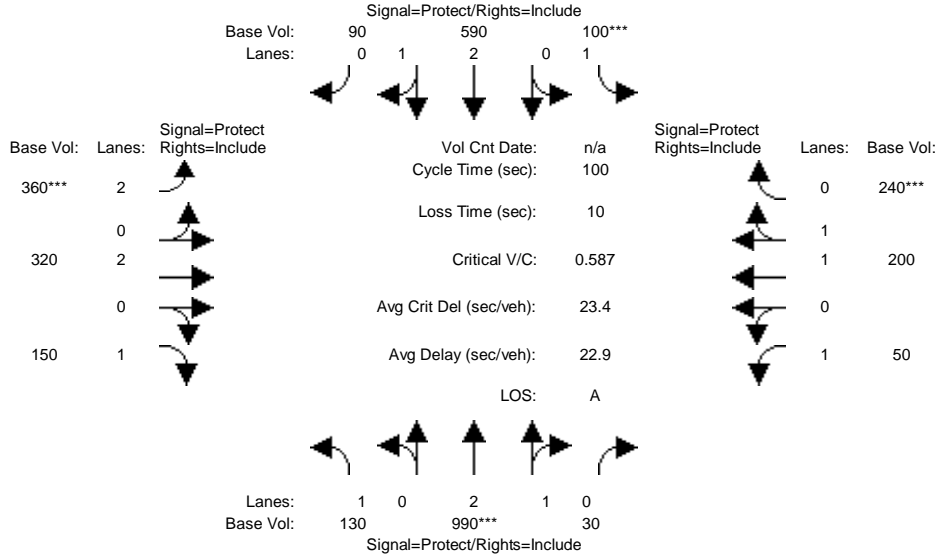 Signal=Protect/Rights=Include
Base Vol: 90 590 100***
Lanes: 0 1 2 0 1
Signal=Protect Signal=Protect
Base Vol: Lanes: Rights=Include Vol Cnt Date: n/a Rights=Include Lanes: Base Vol:
Cycle Time (sec): 100
360*** 2 0 240***
Loss Time (sec): 10
0 1
320 2 Critical V/C: 0.587 1 200
0 Avg Crit Del (sec/veh): 23.4 0
150 1 Avg Delay (sec/veh): 22.9 1 50
LOS: A
Lanes: 1 0 2 1 0
Base Vol: 130 990*** 30
Signal=Protect/Rights=Include